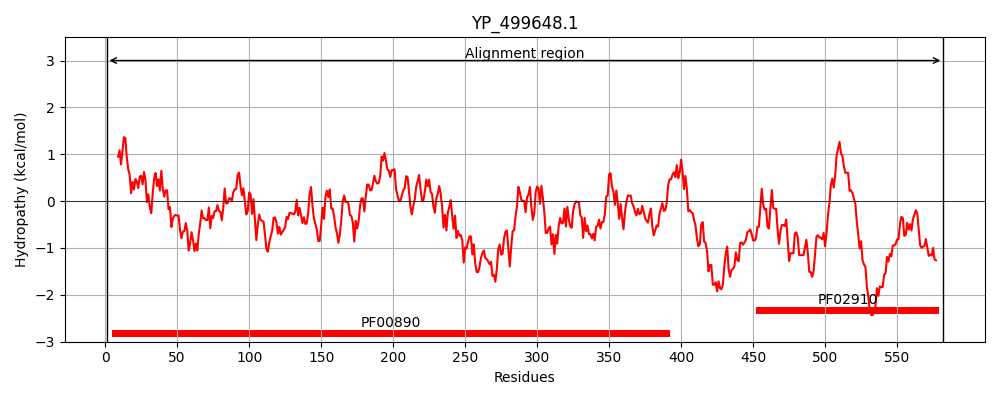 YP_499648.1
Alignment region
Hydropathy (kcal/mol)
3
2
1
0
−1
−2
−3
PF02910
PF00890
0 50 100 150 200 250 300 350 400 450 500 550
Residues